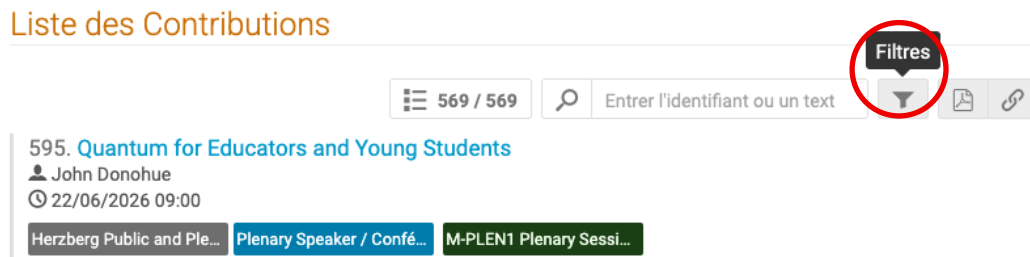 Liste des Contributions
Filtres
569 / 569
Entrer l'identifiant ou un text
595. Quantum for Educators and Young Students
John Donohue
22/06/2026 09:00
Herzberg Public and Ple... Plenary Speaker / Confé... M-PLEN1 Plenary Sessi...